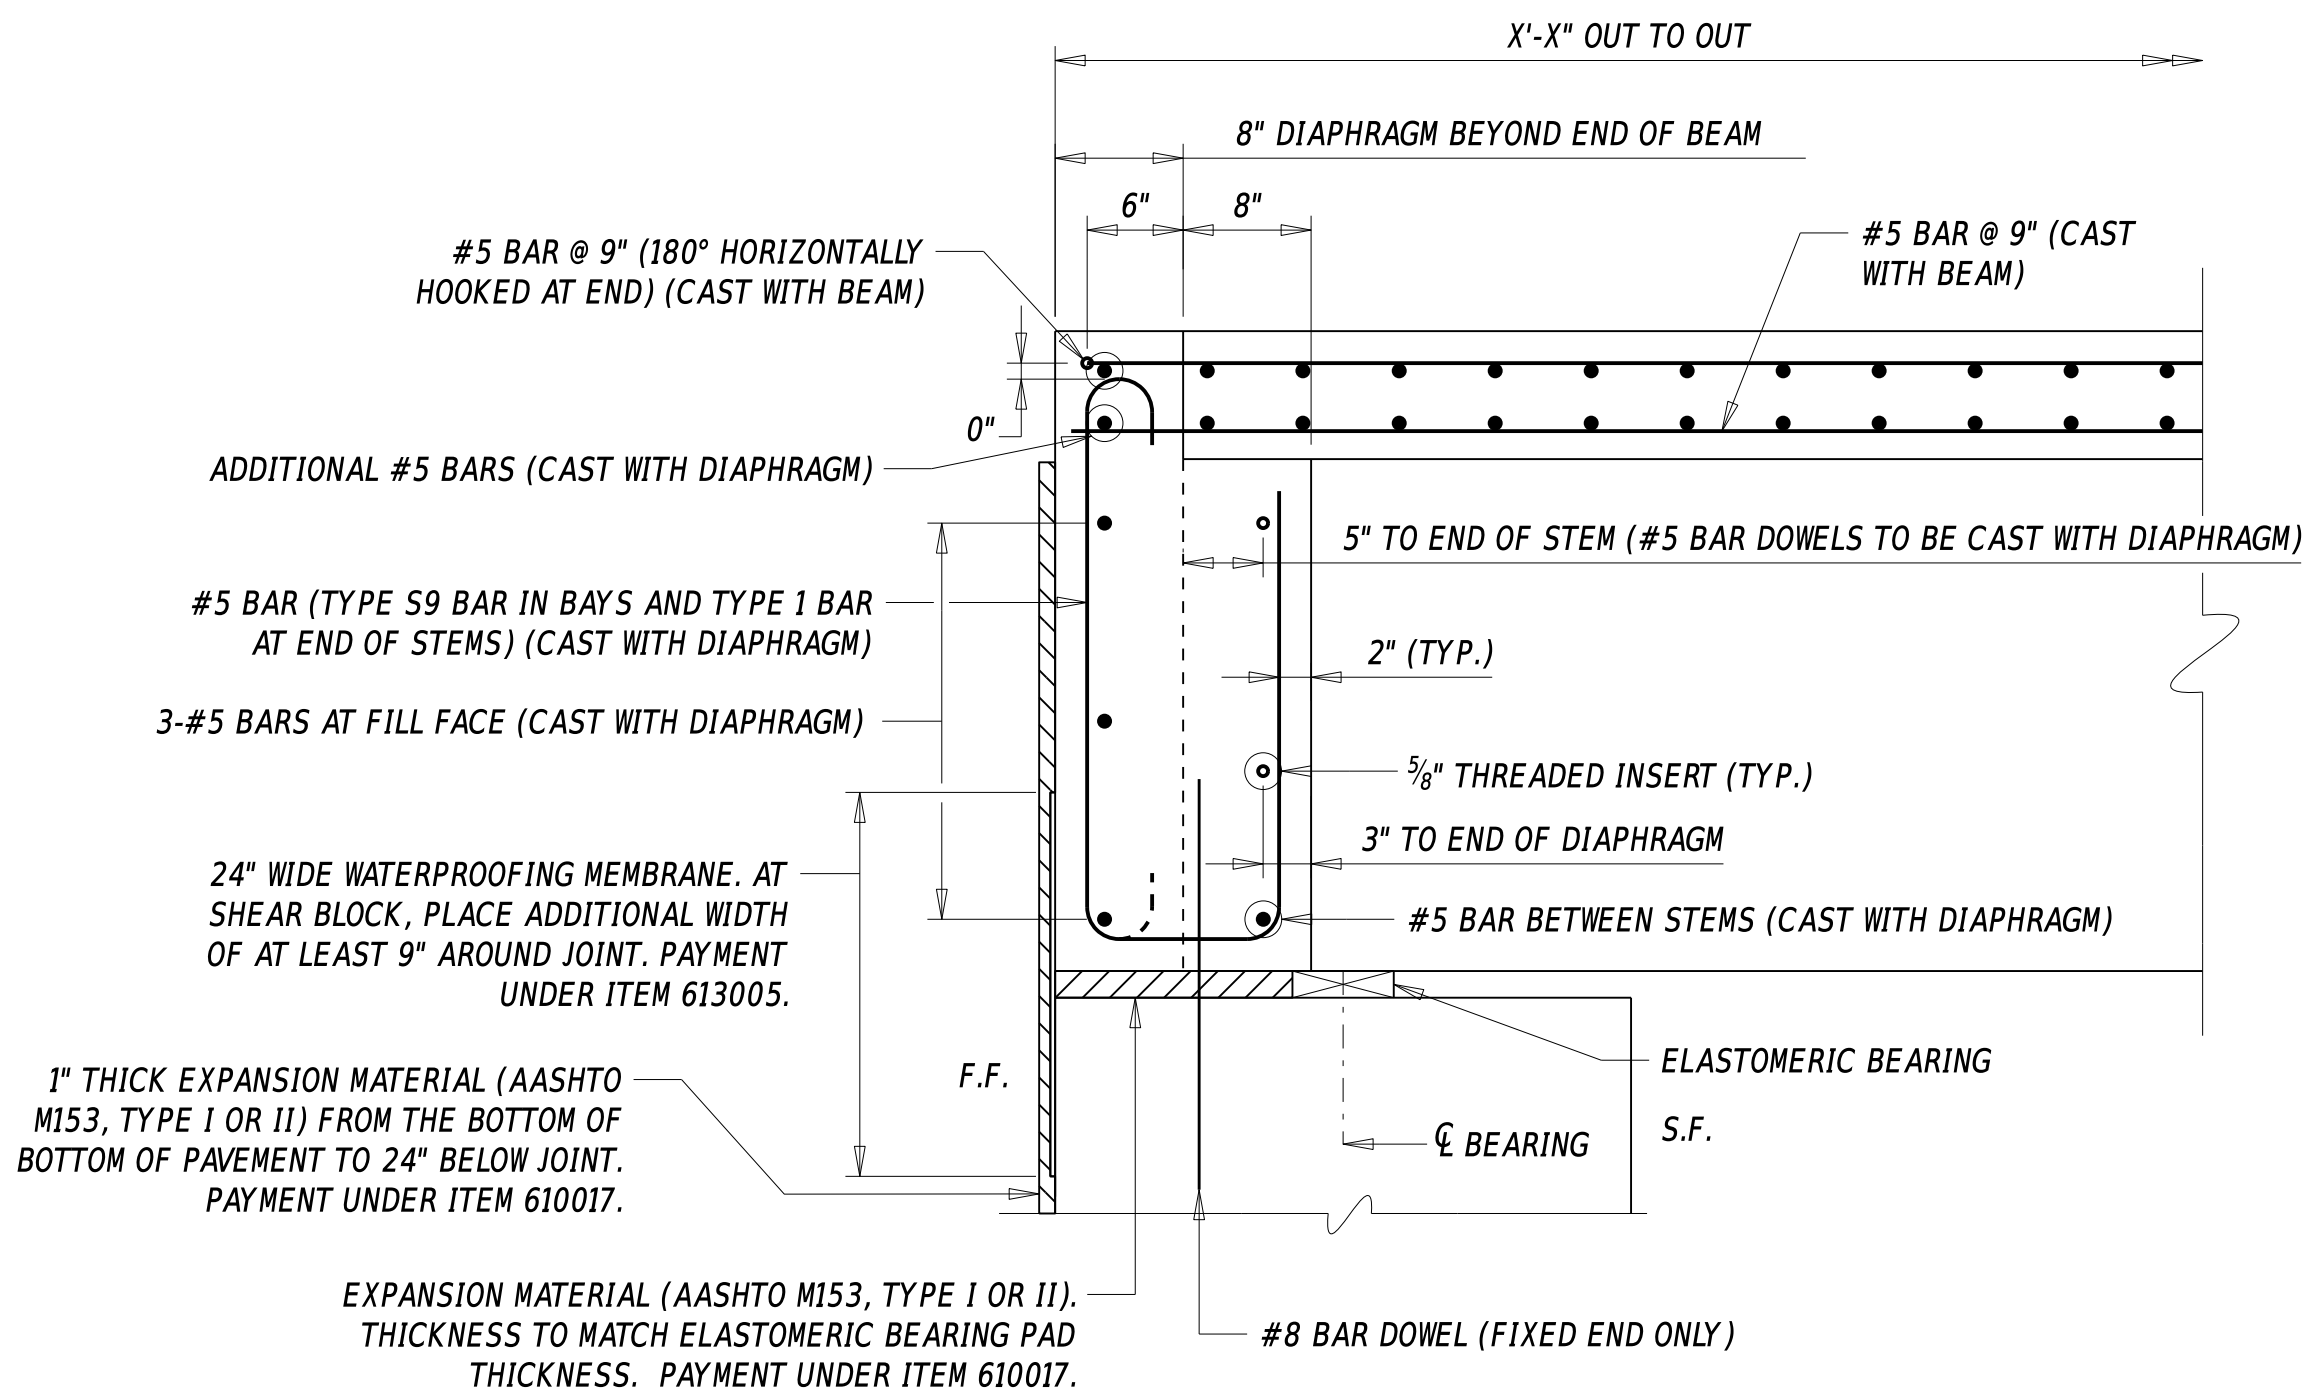 X'-X" OUT TO OUT
8" DIAPHRAGM BEYOND END OF BEAM
6"
8"
#5 BAR @ 9" (180° HORIZONTALLY
HOOKED AT END) (CAST WITH BEAM)
#5 BAR @ 9" (CAST
WITH BEAM)
0"
ADDITIONAL #5 BARS (CAST WITH DIAPHRAGM)
5" TO END OF STEM (#5 BAR DOWELS TO BE CAST WITH DIAPHRAGM)
#5 BAR (TYPE S9 BAR IN BAYS AND TYPE 1 BAR
AT END OF STEMS) (CAST WITH DIAPHRAGM)
2" (TYP.)
3-#5 BARS AT FILL FACE (CAST WITH DIAPHRAGM)
⅝" THREADED INSERT (TYP.)
3" TO END OF DIAPHRAGM
24" WIDE WATERPROOFING MEMBRANE. AT
SHEAR BLOCK, PLACE ADDITIONAL WIDTH
OF AT LEAST 9" AROUND JOINT. PAYMENT
UNDER ITEM 613005.
#5 BAR BETWEEN STEMS (CAST WITH DIAPHRAGM)
1" THICK EXPANSION MATERIAL (AASHTO
M153, TYPE I OR II) FROM THE BOTTOM OF
BOTTOM OF PAVEMENT TO 24" BELOW JOINT.
PAYMENT UNDER ITEM 610017.
F.F.
ELASTOMERIC BEARING
S.F.
℄ BEARING
EXPANSION MATERIAL (AASHTO M153, TYPE I OR II).
THICKNESS TO MATCH ELASTOMERIC BEARING PAD
THICKNESS. PAYMENT UNDER ITEM 610017.
#8 BAR DOWEL (FIXED END ONLY)